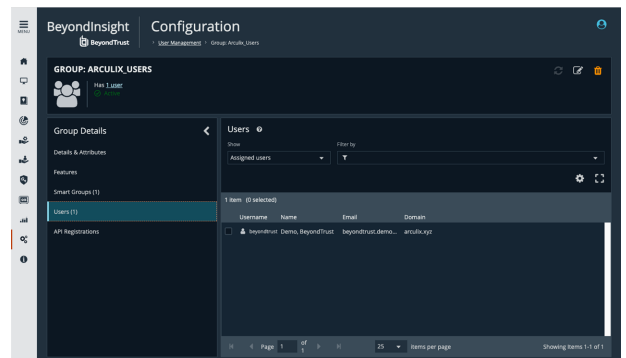 MENU
BeyondInsight
BeyondTrust
Configuration
User Management > Group: Arculix_Users
GROUP: ARCULIX_USERS
Has 1 user
Active
Group Details
Details & Attributes
Features
Smart Groups (1)
Users (1)
API Registrations
Users
Show
Filter by
Assigned users
1 item (0 selected)
Username Name Email Domain
beyondtrust Demo, BeyondTrust beyondtrust.demo... arculix.xyz
Page 1 of 1
25 items per page
Showing items 1-1 of 1